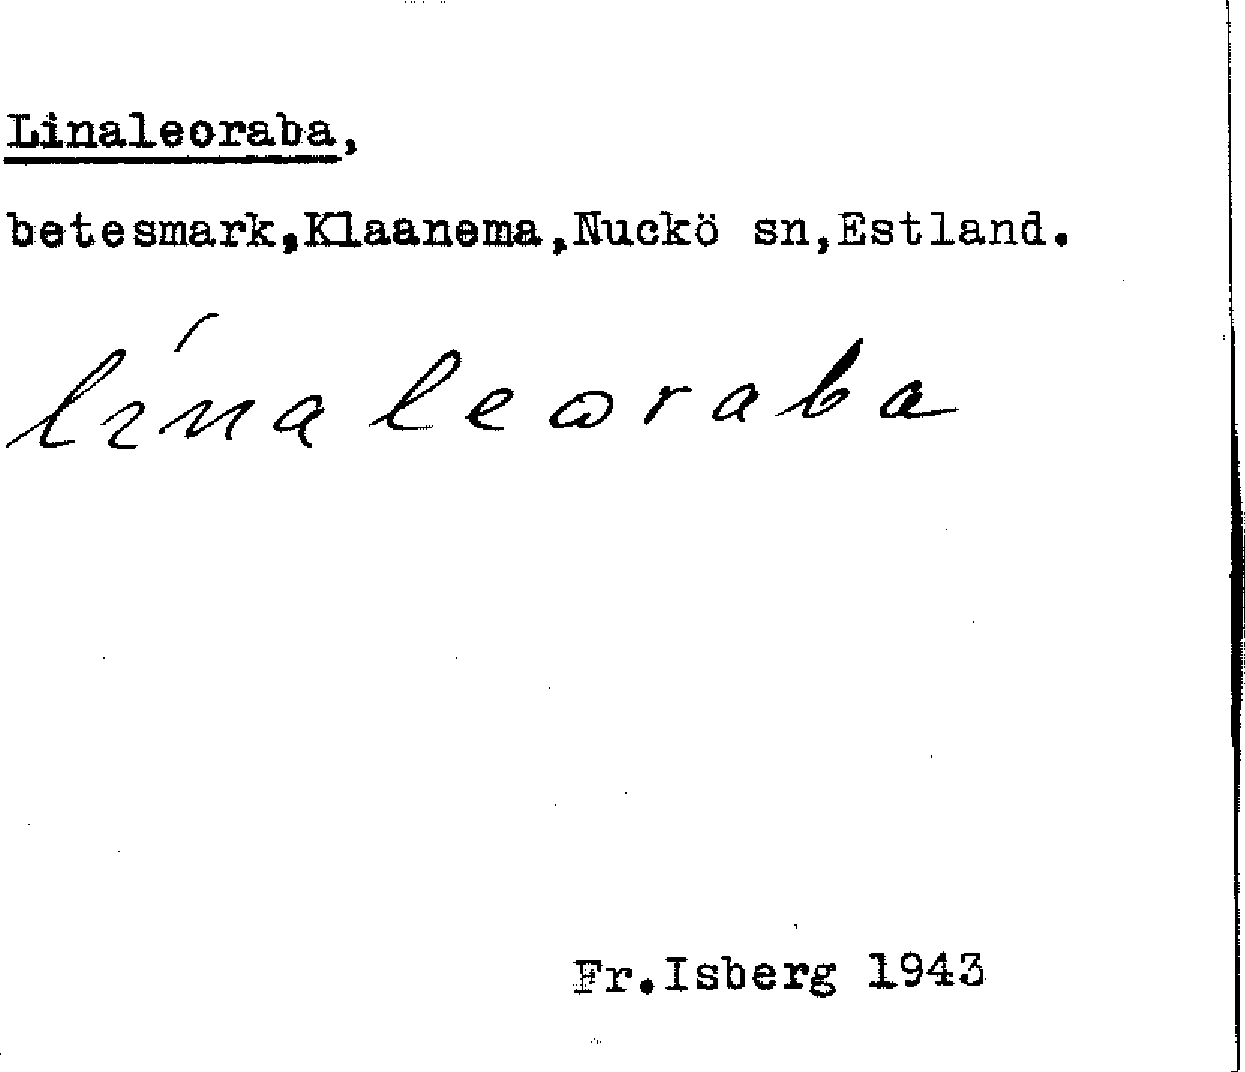 Linaleoraba,
betesmark,Klaanema,Nuckö sn,Estland.
línaleoraba
Fr.Isberg 1943